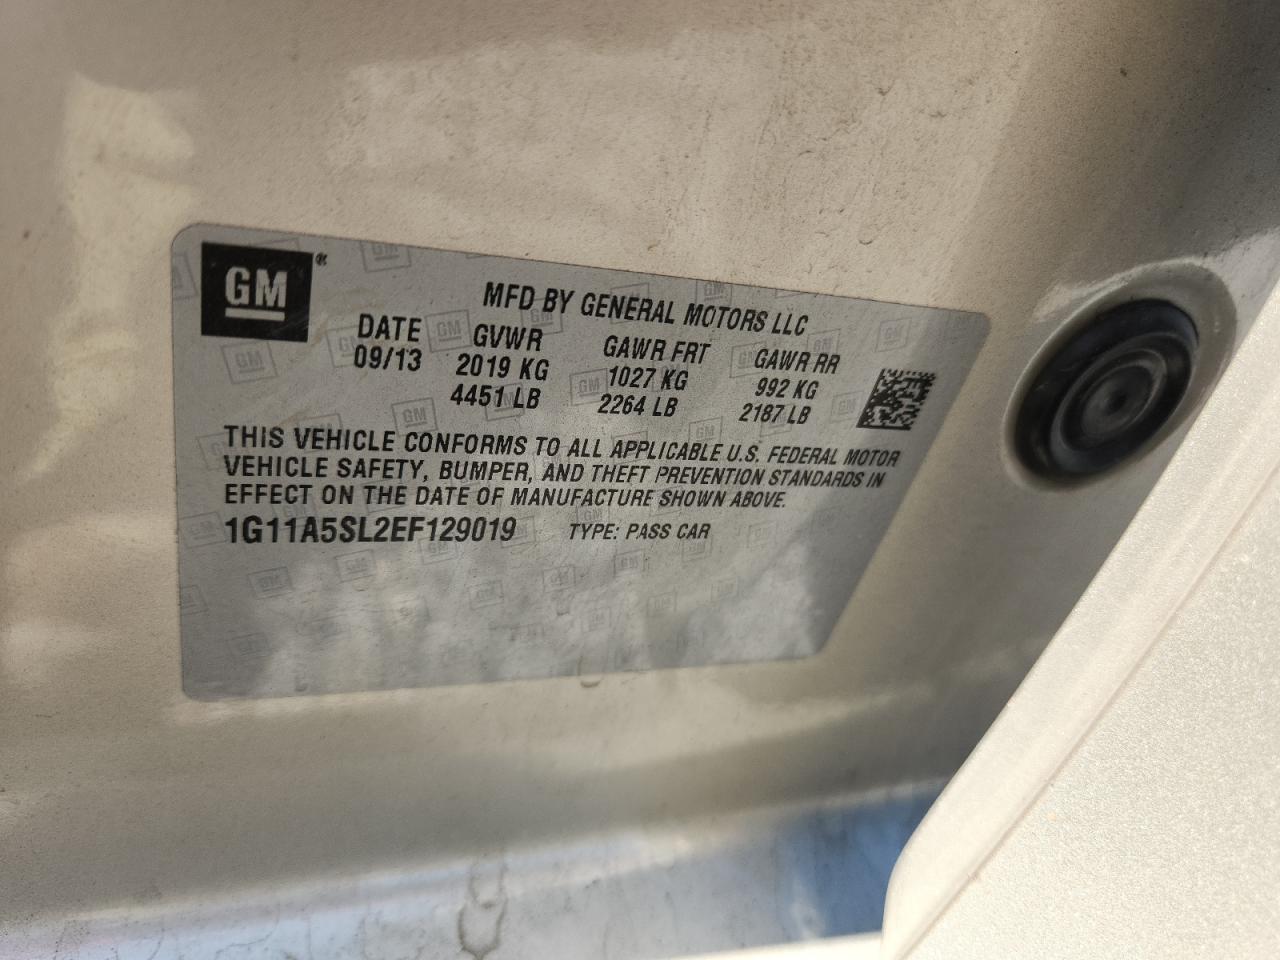 GM®
MFD BY GENERAL MOTORS LLC
DATE GVWR GAWR FRT GAWR RR
09/13 2019 KG 1027 KG 992 KG
4451 LB 2264 LB 2187 LB
THIS VEHICLE CONFORMS TO ALL APPLICABLE U.S. FEDERAL MOTOR
VEHICLE SAFETY, BUMPER, AND THEFT PREVENTION STANDARDS IN
EFFECT ON THE DATE OF MANUFACTURE SHOWN ABOVE.
1G11A5SL2EF129019 TYPE: PASS CAR